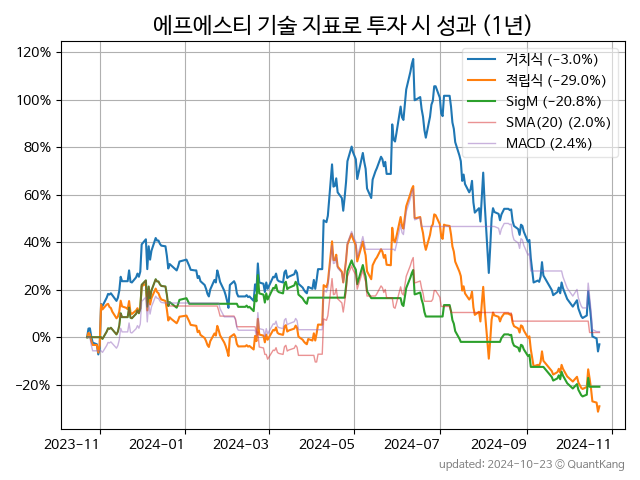 에프에스티 기술 지표로 투자 시 성과 (1년)
120%
100%
80%
60%
40%
20%
0%
−20%
거치식 (−3.0%)
적립식 (−29.0%)
SigM (−20.8%)
SMA(20) (2.0%)
MACD (2.4%)
2023−11
2024−01
2024−03
2024−05
2024−07
2024−09
2024−11
updated: 2024-10-23 © QuantKang